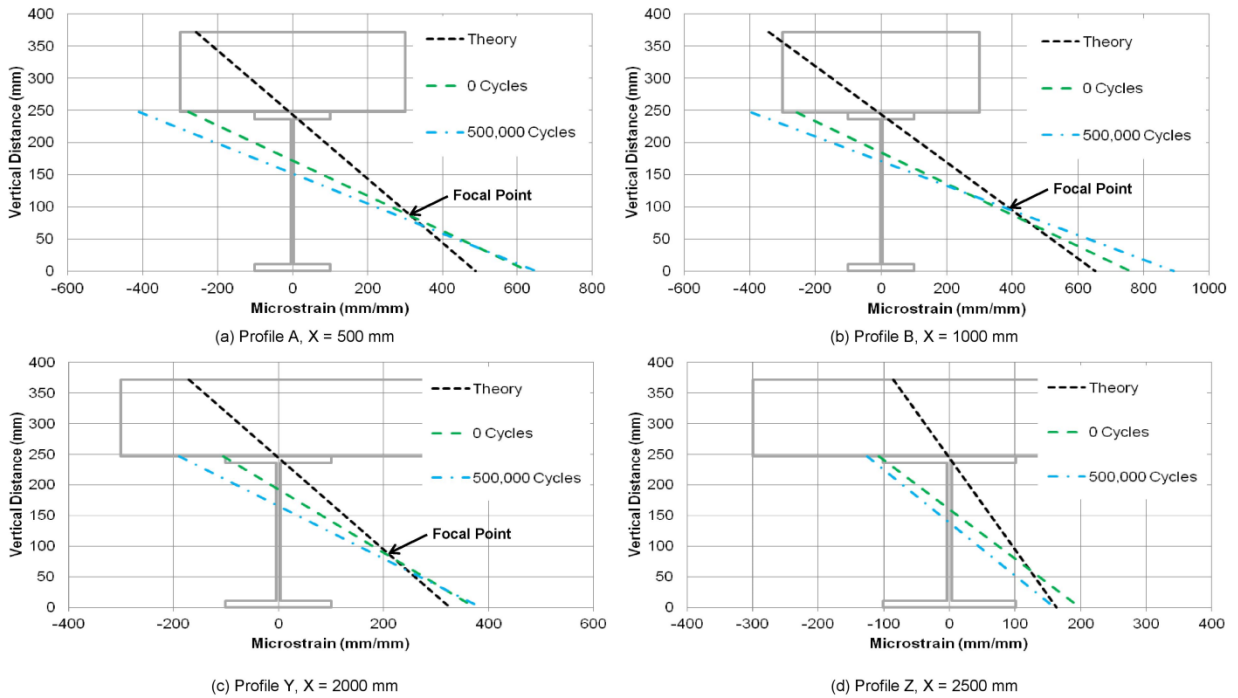 400
350
300
250
200
150
100
50
0
Vertical Distance (mm)
Theory
0 Cycles
500,000 Cycles
Focal Point
-600 -400 -200 0 200 400 600 800
Microstrain (mm/mm)
(a) Profile A, X = 500 mm
400
350
300
250
200
150
100
50
0
Vertical Distance (mm)
Theory
0 Cycles
500,000 Cycles
Focal Point
-600 -400 -200 0 200 400 600 800 1000
Microstrain (mm/mm)
(b) Profile B, X = 1000 mm
400
350
300
250
200
150
100
50
0
Vertical Distance (mm)
Theory
0 Cycles
500,000 Cycles
Focal Point
-400 -200 0 200 400 600
Microstrain (mm/mm)
(c) Profile Y, X = 2000 mm
400
350
300
250
200
150
100
50
0
Vertical Distance (mm)
Theory
0 Cycles
500,000 Cycles
-400 -300 -200 -100 0 100 200 300 400
Microstrain (mm/mm)
(d) Profile Z, X = 2500 mm